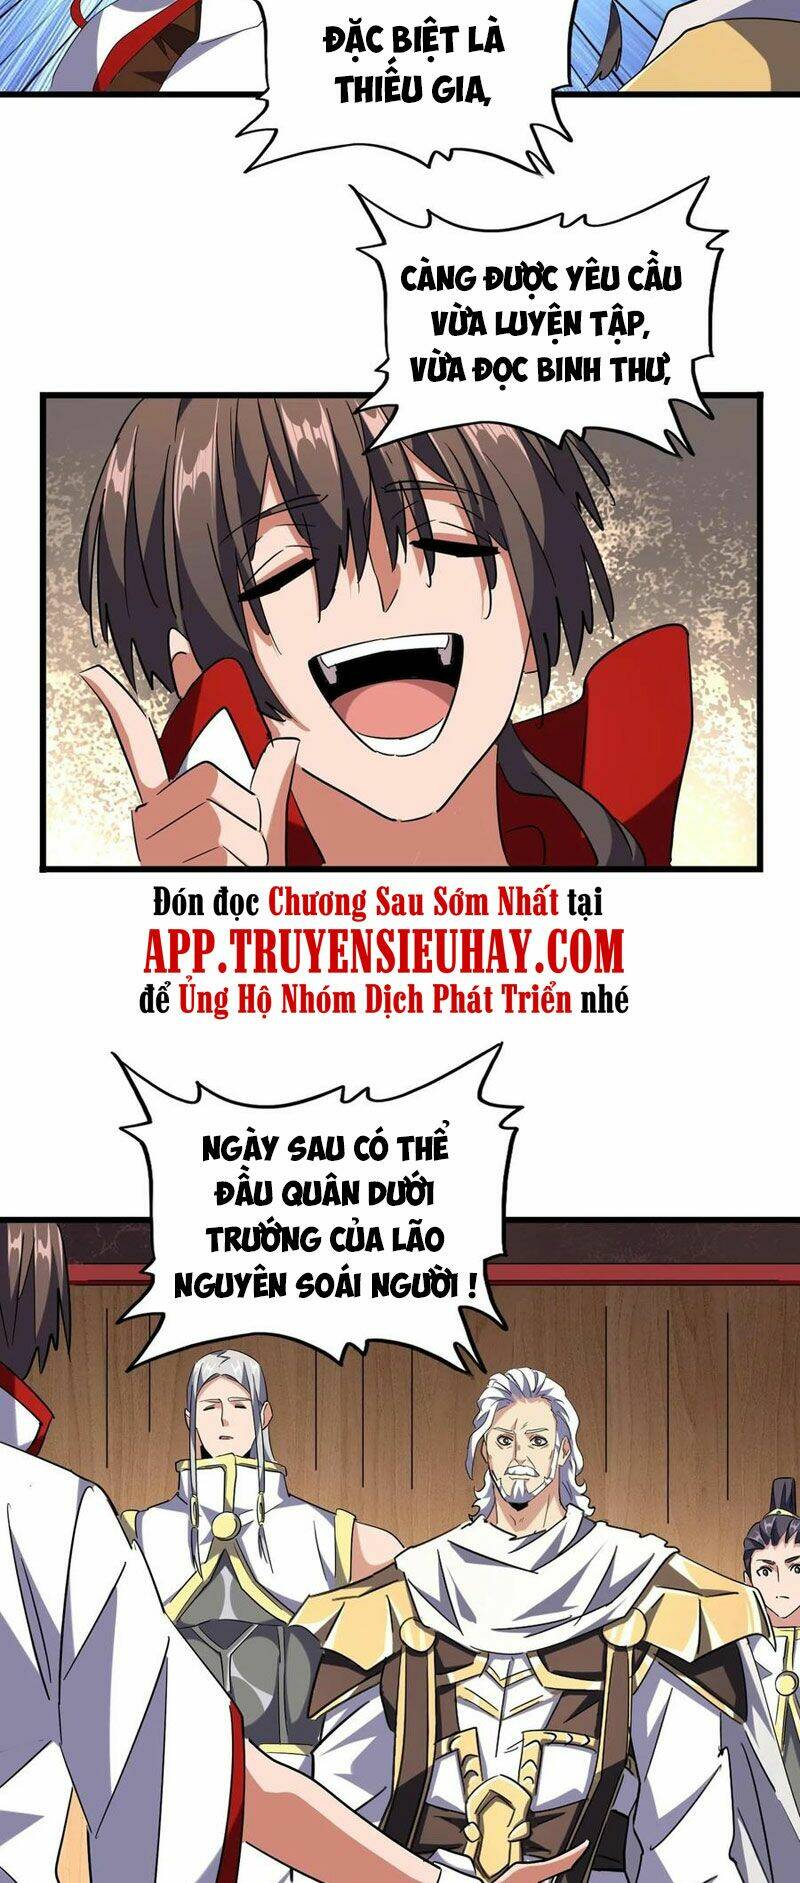 ĐẶC BIỆT LÀ
THIẾU GIA,
CÀNG ĐƯỢC YÊU CẦU
VỪA LUYỆN TẬP,
VỪA ĐỌC BINH THƯ,
Đón đọc Chương Sau Sớm Nhất tại
APP.TRUYENSIEUHAY.COM
để Ủng Hộ Nhóm Dịch Phát Triển nhé
NGÀY SAU CÓ THỂ
ĐẦU QUÂN DƯỚI
TRƯỚNG CỦA LÃO
NGUYÊN SOÁI NGƯỜI !